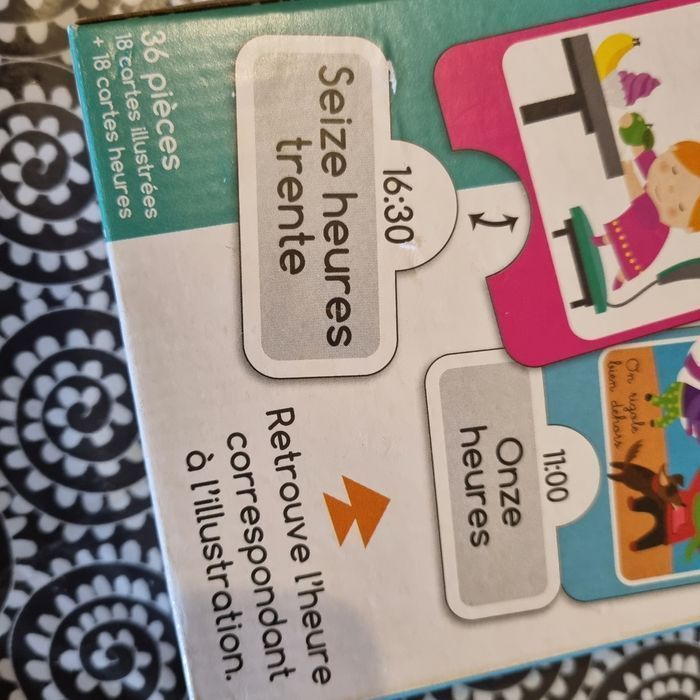 16:30
Seize heures
trente
36 pièces
18 cartes illustrées
+ 18 cartes heures
On rigole
bien dehors
11:00
Onze
heures
Retrouve l'heure
correspondant
à l'illustration.